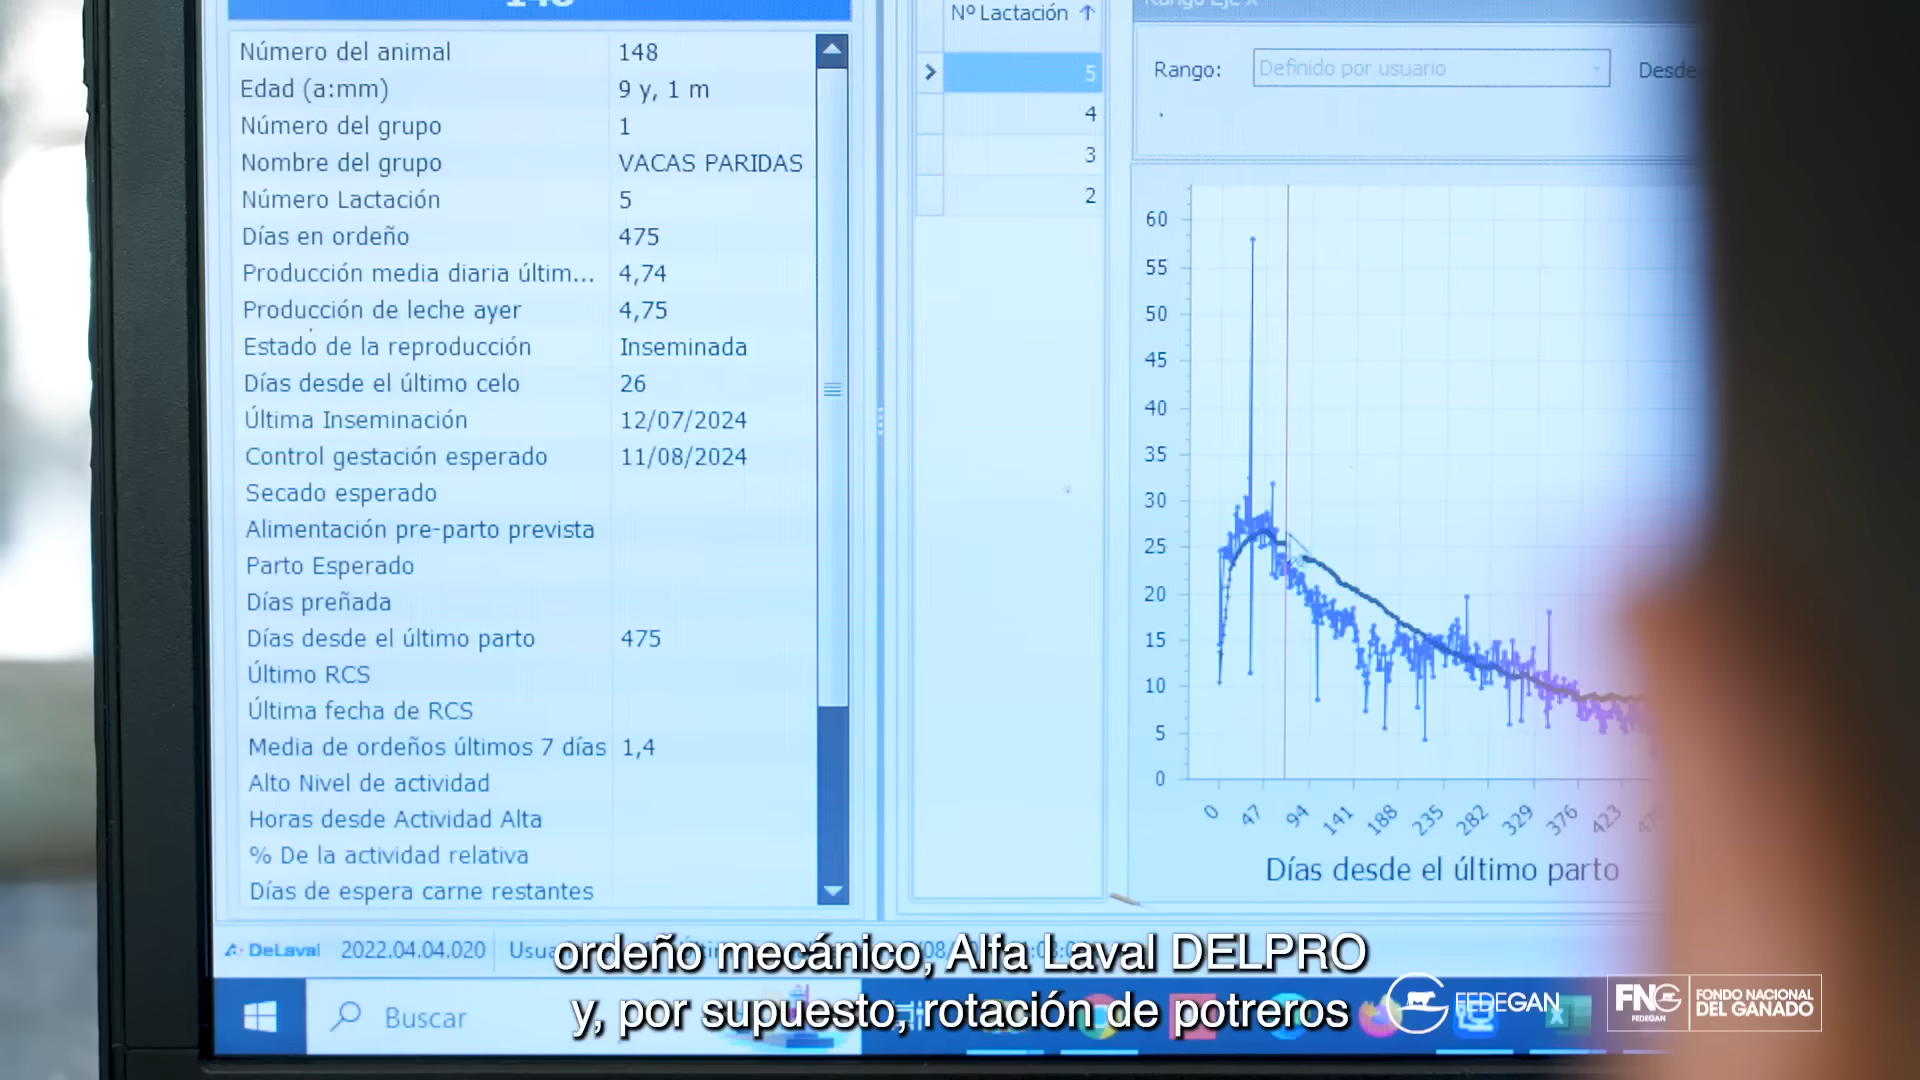 148
Número del animal 148
Edad (a:mm) 9 y, 1 m
Número del grupo 1
Nombre del grupo VACAS PARIDAS
Número Lactación 5
Días en ordeño 475
Producción media diaria últim... 4,74
Producción de leche ayer 4,75
Estado de la reproducción Inseminada
Días desde el último celo 26
Última Inseminación 12/07/2024
Control gestación esperado 11/08/2024
Secado esperado
Alimentación pre-parto prevista
Parto Esperado
Días preñada
Días desde el último parto 475
Último RCS
Última fecha de RCS
Media de ordeños últimos 7 días 1,4
Alto Nivel de actividad
Horas desde Actividad Alta
% De la actividad relativa
Días de espera carne restantes
Nº Lactación
5
4
3
2
Rango Eje X
Rango: Definido por usuario Desde
60
55
50
45
40
35
30
25
20
15
10
5
0
0 47 94 141 188 235 282 329 376 423
Días desde el último parto
DeLaval 2022.04.04.020
ordeño mecánico, Alfa Laval DELPRO
y, por supuesto, rotación de potreros
Buscar
FEDEGAN
FNG
FEDEGAN
FONDO NACIONAL
DEL GANADO